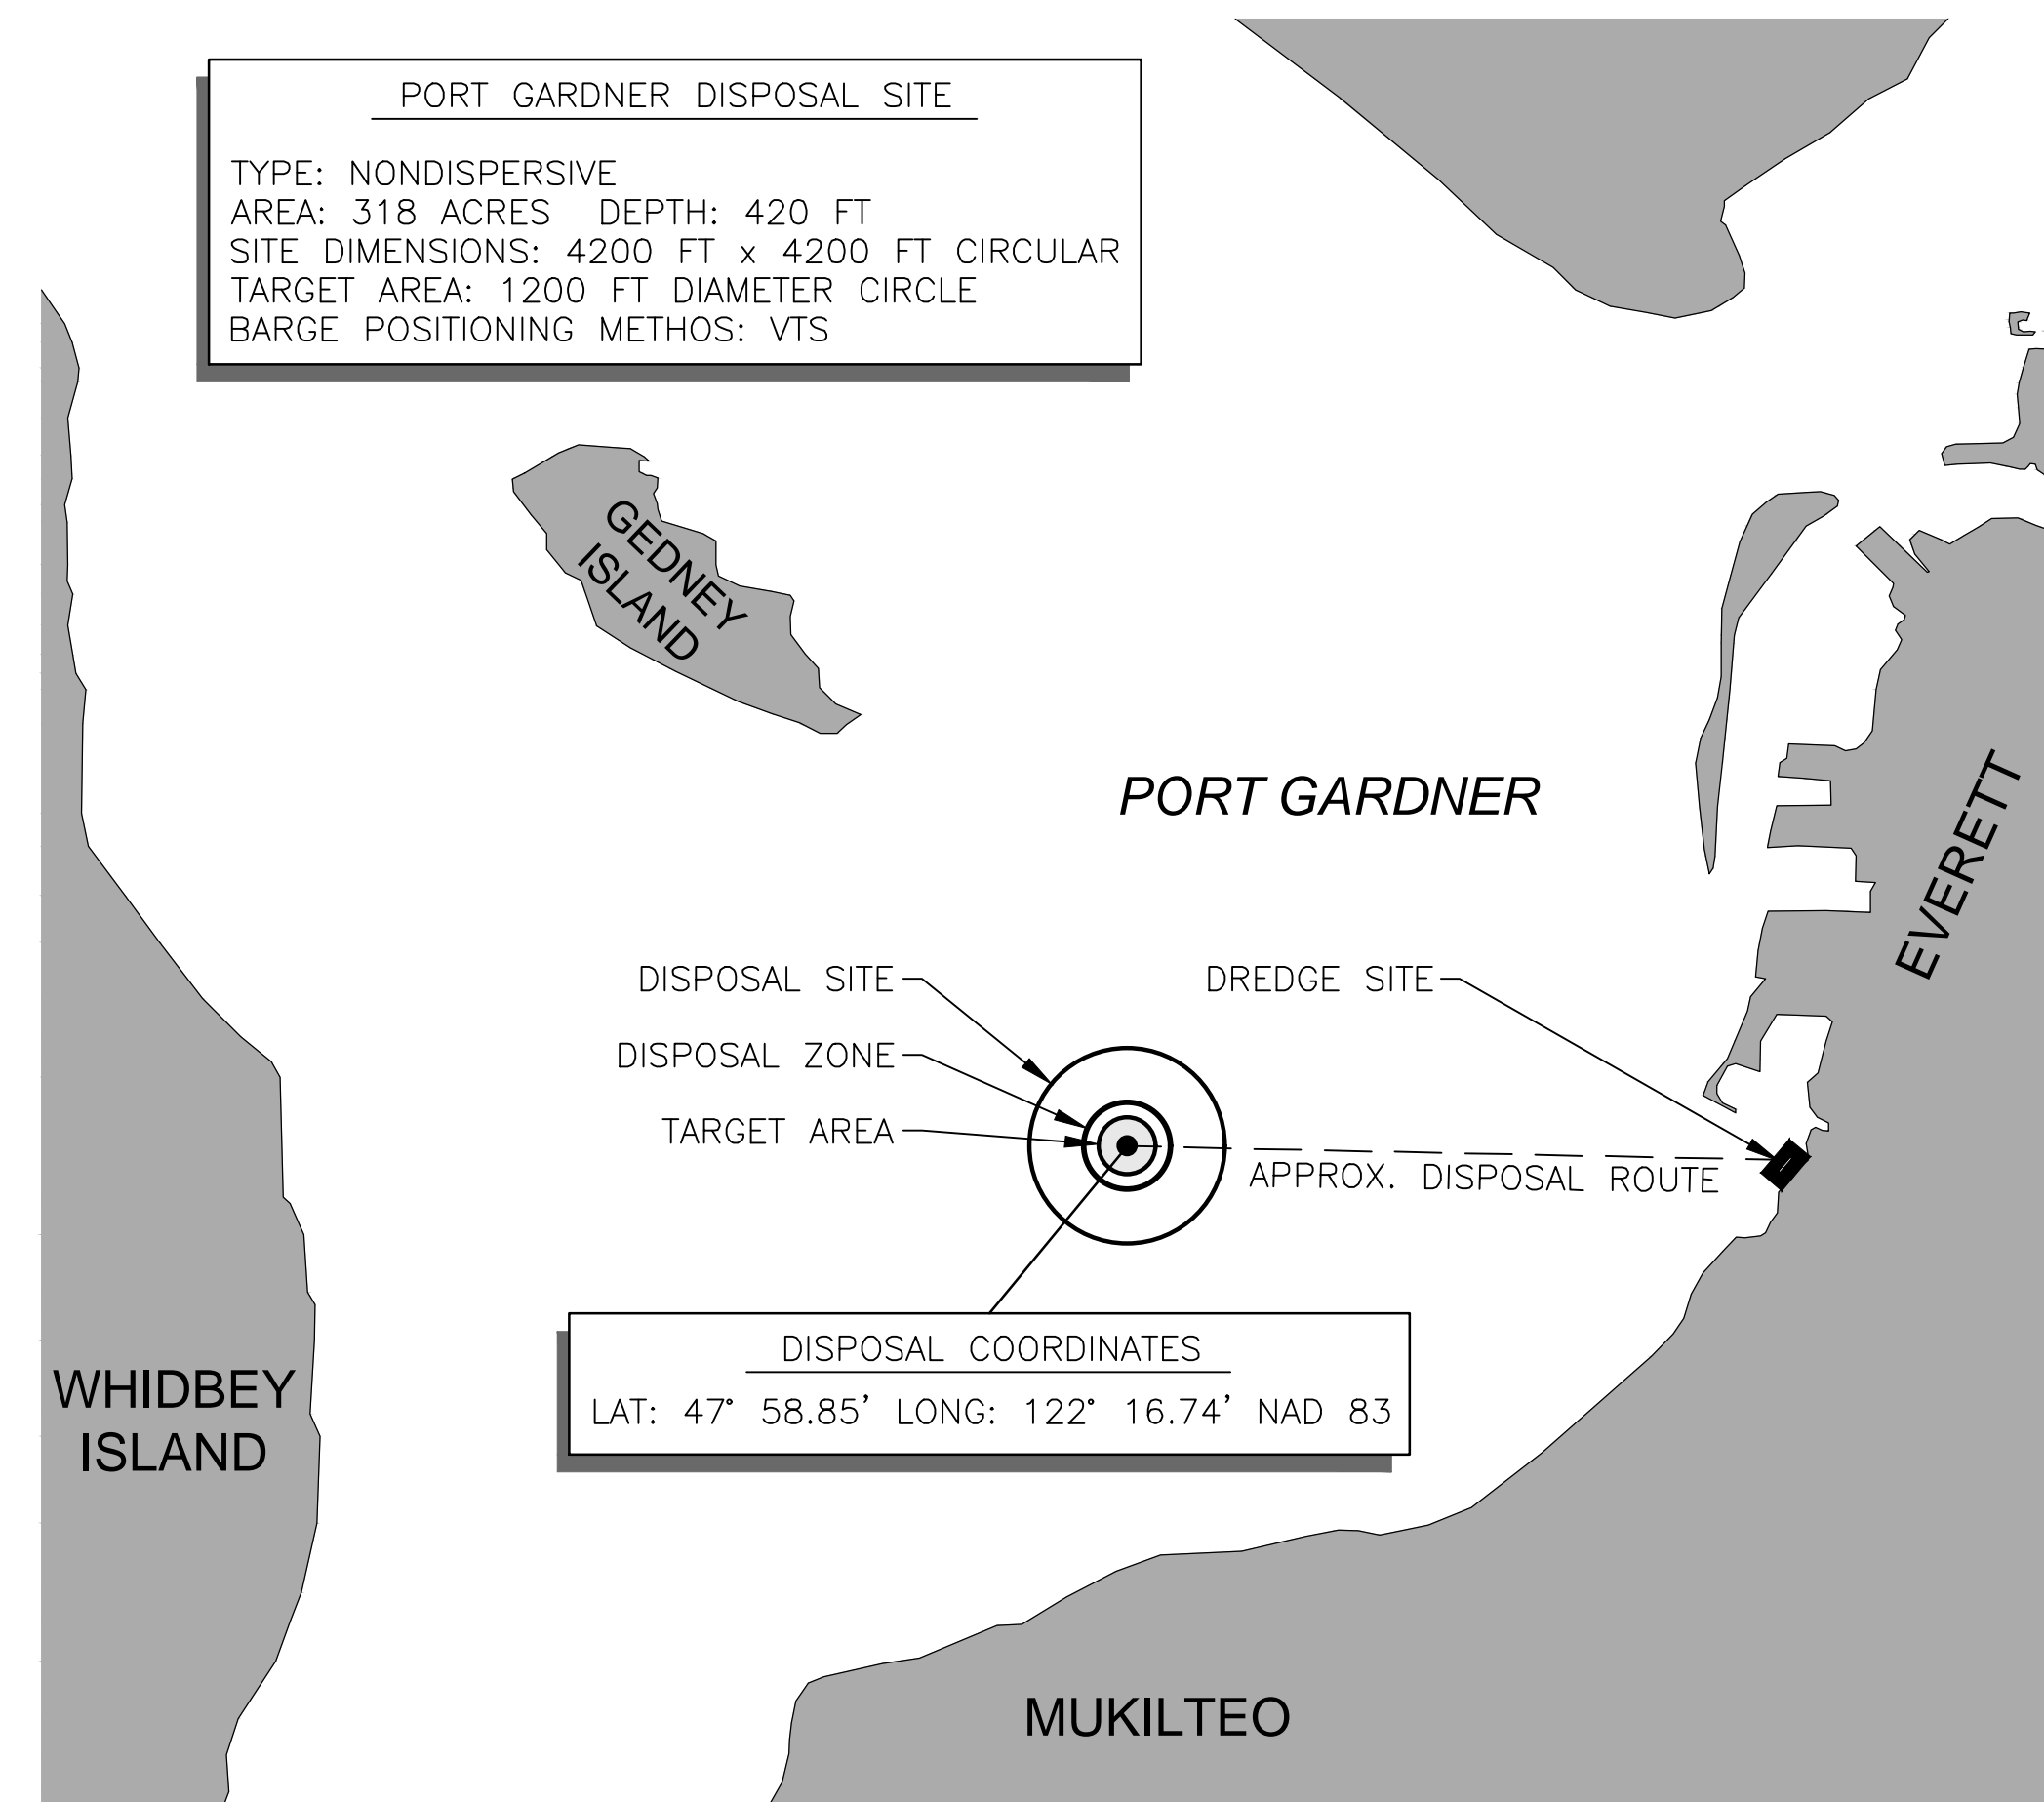 PORT GARDNER DISPOSAL SITE
TYPE: NONDISPERSIVE
AREA: 318 ACRES DEPTH: 420 FT
SITE DIMENSIONS: 4200 FT x 4200 FT CIRCULAR
TARGET AREA: 1200 FT DIAMETER CIRCLE
BARGE POSITIONING METHOS: VTS
GEDNEY
ISLAND
PORT GARDNER
EVERETT
DISPOSAL SITE
DREDGE SITE
DISPOSAL ZONE
TARGET AREA
APPROX. DISPOSAL ROUTE
DISPOSAL COORDINATES
LAT: 47° 58.85' LONG: 122° 16.74' NAD 83
WHIDBEY
ISLAND
MUKILTEO